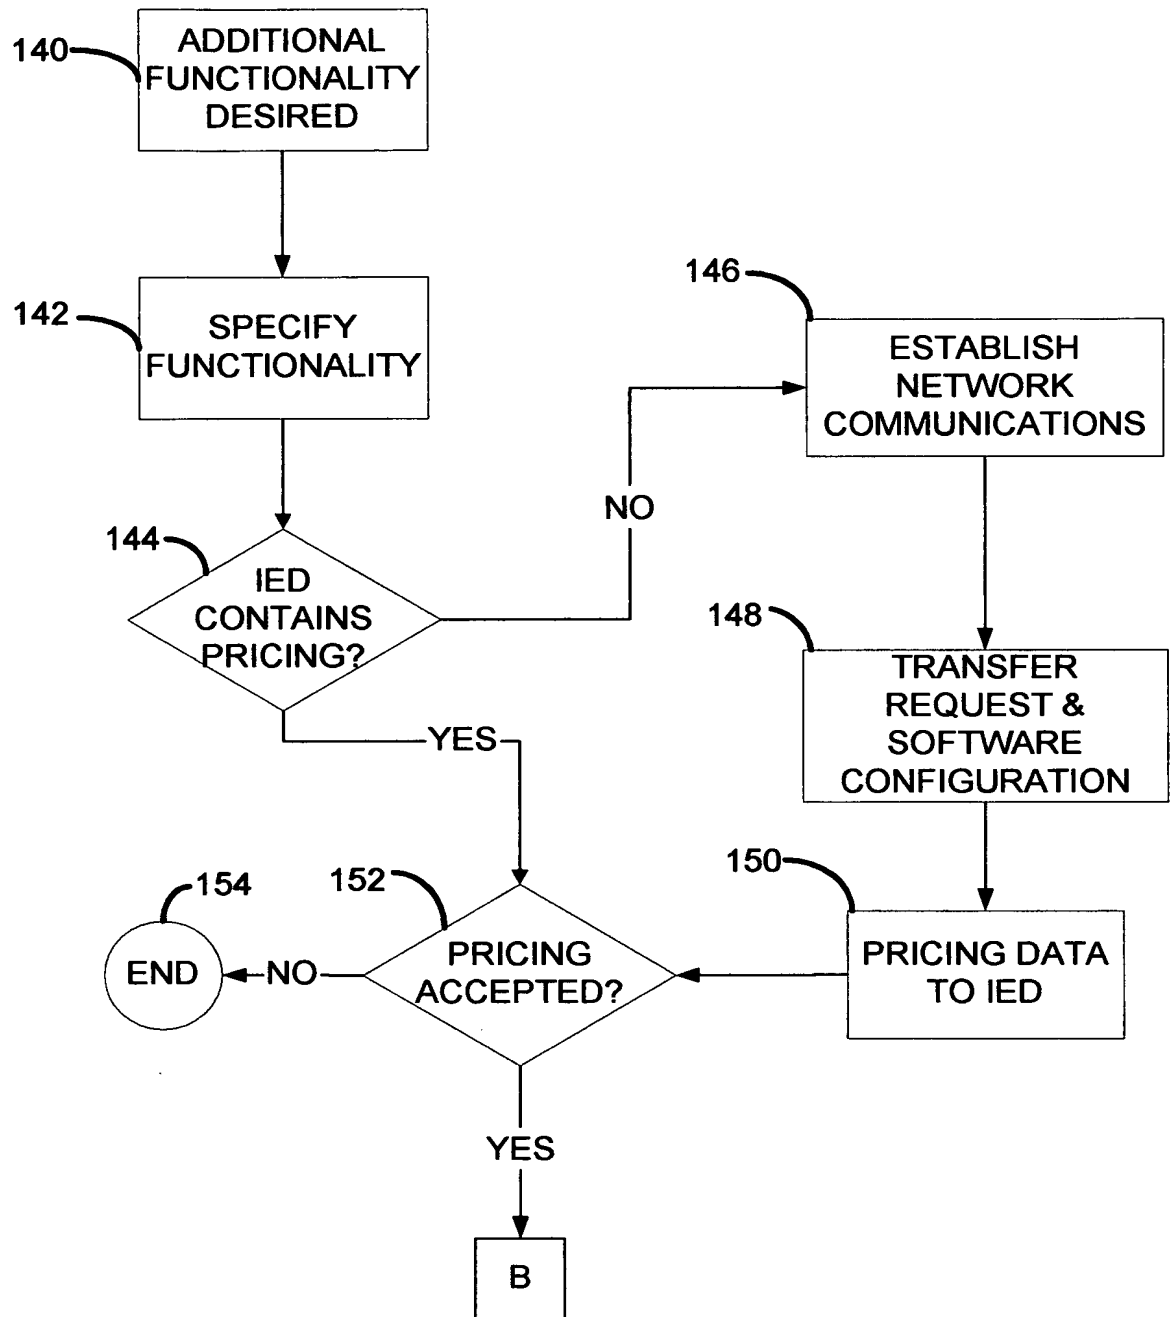 140
ADDITIONAL
FUNCTIONALITY
DESIRED
142
SPECIFY
FUNCTIONALITY
146
ESTABLISH
NETWORK
COMMUNICATIONS
NO
144
IED
CONTAINS
PRICING?
148
TRANSFER
REQUEST &
SOFTWARE
CONFIGURATION
YES
150
PRICING DATA
TO IED
152
PRICING
ACCEPTED?
154
END
NO
YES
B